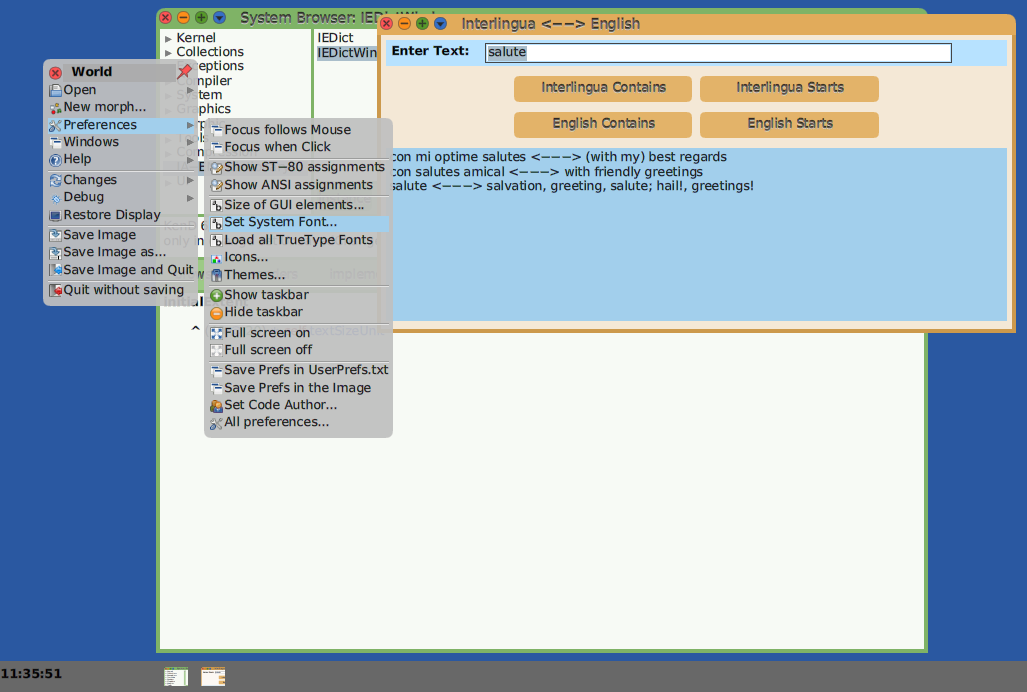 System Browser: IEDictWin
Interlingua <--–> English
Kernel
Collections
ceptions
ompiler
System
Graphics
IEDict
IEDictWin
Enter Text:
salute
Interlingua Contains
Interlingua Starts
English Contains
English Starts
con mi optime salutes <−−−> (with my) best regards
con salutes amical <−−−> with friendly greetings
salute <−−−> salvation, greeting, salute; hail!, greetings!
World
Open
New morph...
Preferences
Windows
Help
Changes
Debug
Restore Display
Save Image
Save Image as...
Save Image and Quit
Quit without saving
Focus follows Mouse
Focus when Click
Show ST−80 assignments
Show ANSI assignments
Size of GUI elements...
Set System Font...
Load all TrueType Fonts
Icons...
Themes...
Show taskbar
Hide taskbar
Full screen on
Full screen off
Save Prefs in UserPrefs.txt
Save Prefs in the Image
Set Code Author...
All preferences...
^
11:35:51